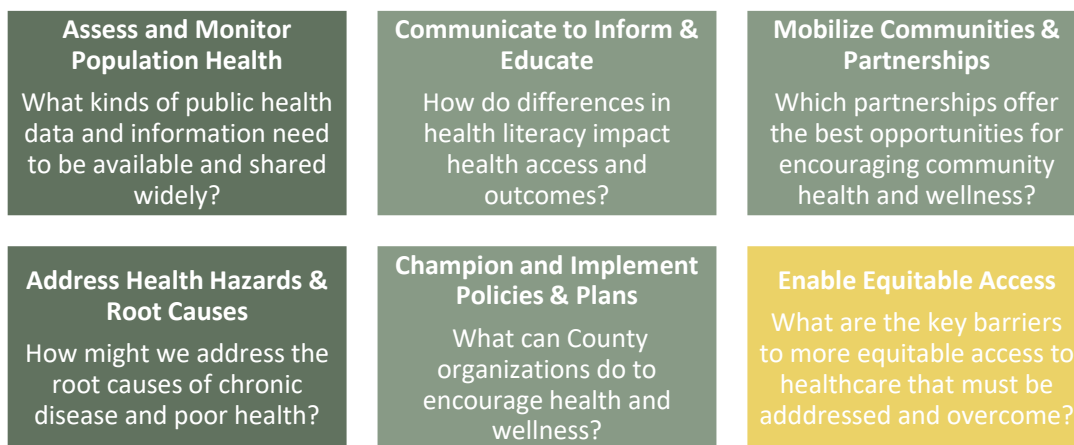 Assess and Monitor
Population Health
What kinds of public health
data and information need
to be available and shared
widely?
Communicate to Inform &
Educate
How do differences in
health literacy impact
health access and
outcomes?
Mobilize Communities &
Partnerships
Which partnerships offer
the best opportunities for
encouraging community
health and wellness?
Address Health Hazards &
Root Causes
How might we address the
root causes of chronic
disease and poor health?
Champion and Implement
Policies & Plans
What can County
organizations do to
encourage health and
wellness?
Enable Equitable Access
What are the key barriers
to more equitable access to
healthcare that must be
adddressed and overcome?